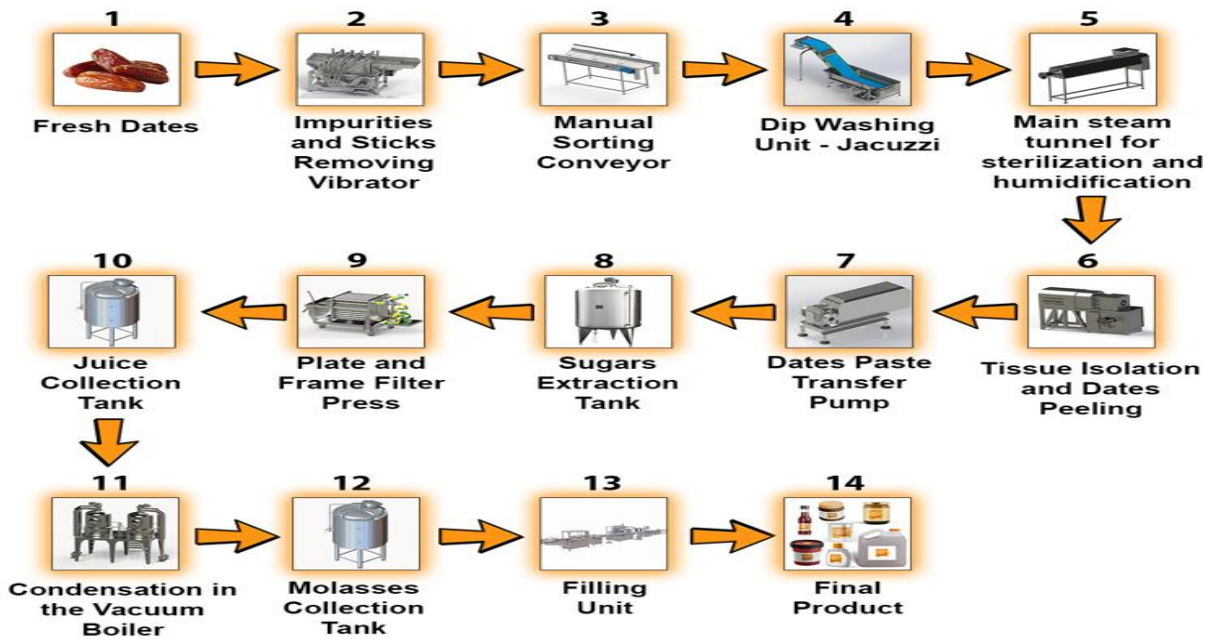 1
Fresh Dates
2
Impurities
and Sticks
Removing
Vibrator
3
Manual
Sorting
Conveyor
4
Dip Washing
Unit - Jacuzzi
5
Main steam
tunnel for
sterilization and
humidification
6
Tissue Isolation
and Dates
Peeling
7
Dates Paste
Transfer
Pump
8
Sugars
Extraction
Tank
9
Plate and
Frame Filter
Press
10
Juice
Collection
Tank
11
Condensation in
the Vacuum
Boiler
12
Molasses
Collection
Tank
13
Filling
Unit
14
Final
Product